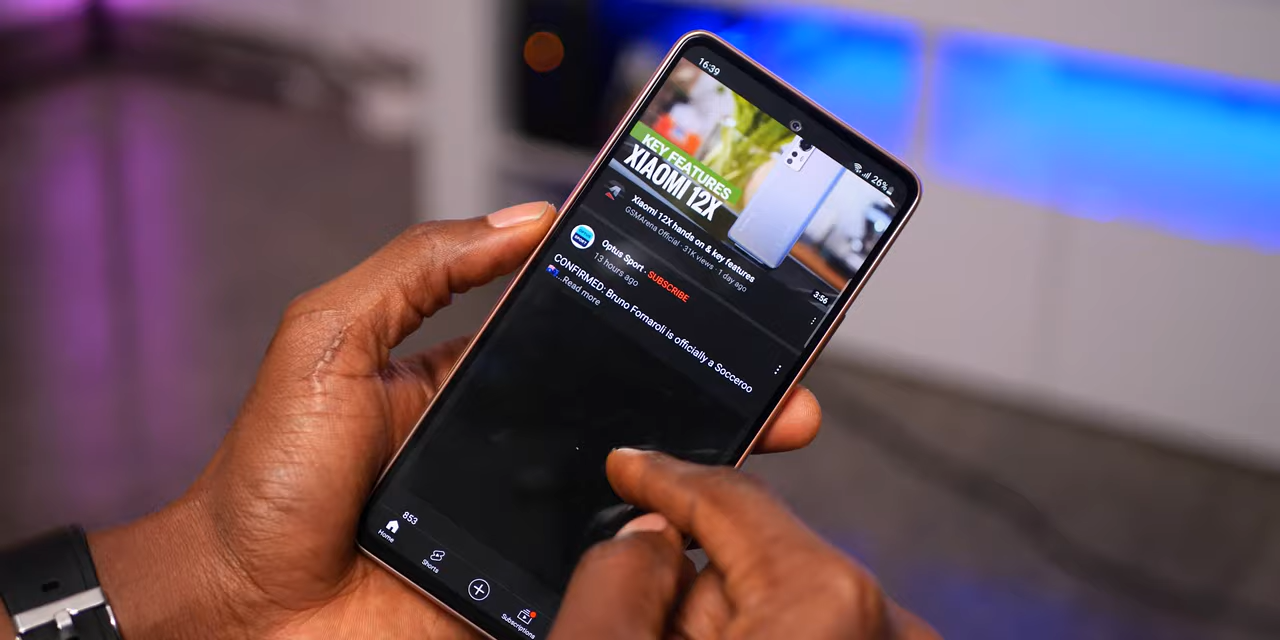 16:39
26%
KEY FEATURES
XIAOMI 12X
Xiaomi 12X hands on & key features
GSMArena Official · 31K views · 1 day ago
3:56
SPORT
Optus Sport · SUBSCRIBE
13 hours ago
CONFIRMED: Bruno Fornaroli is officially a Socceroo
🇦🇺...Read more
853
Home
Shorts
Subscriptions